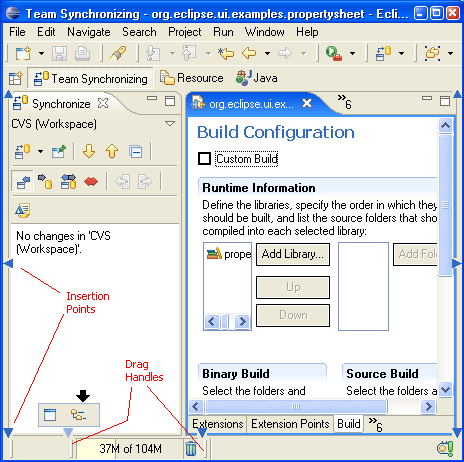 Team Synchronizing - org.eclipse.ui.examples.propertysheet - Ecli
File Edit Navigate Search Project Run Window Help
Team Synchronizing Resource Java
Synchronize
CVS (Workspace)
No changes in 'CVS
(Workspace)'.
Insertion
Points
Drag
Handles
org.eclipse.ui.ex... »6
Build Configuration
Custom Build
Runtime Information
Define the libraries, specify the order in which they
should be built, and list the source folders that sho
compiled into each selected library:
prope
Add Library...
Add Fol
Up
Down
Binary Build
Select the folders and
Source Build
Select the folders a
Extensions Extension Points Build »6
37M of 104M